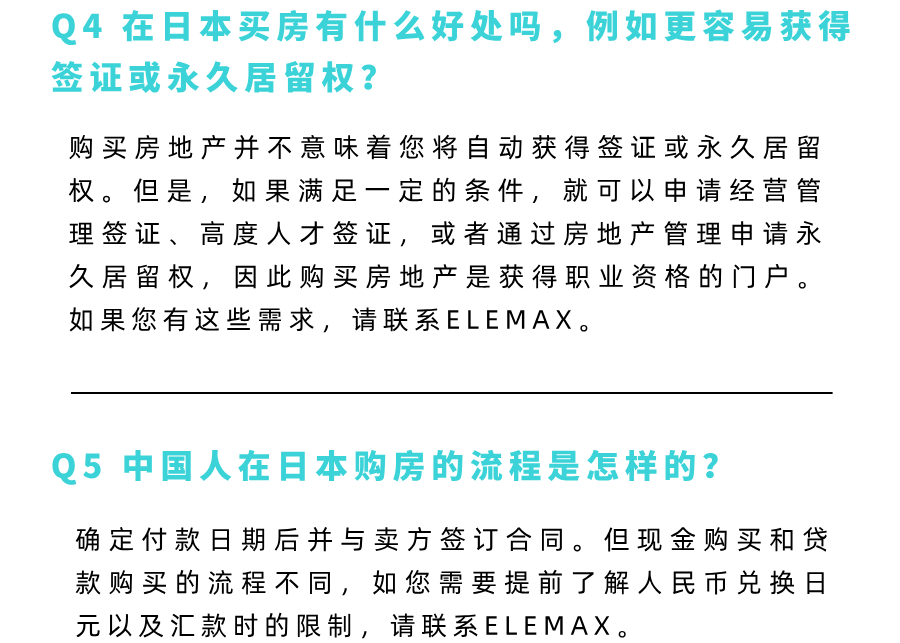 Q4 在日本买房有什么好处吗，例如更容易获得
签证或永久居留权？
购买房地产并不意味着您将自动获得签证或永久居留
权。但是，如果满足一定的条件，就可以申请经营管
理签证、高度人才签证，或者通过房地产管理申请永
久居留权，因此购买房地产是获得职业资格的门户。
如果您有这些需求，请联系ELEMAX。
Q5 中国人在日本购房的流程是怎样的？
确定付款日期后并与卖方签订合同。但现金购买和贷
款购买的流程不同，如您需要提前了解人民币兑换日
元以及汇款时的限制，请联系ELEMAX。